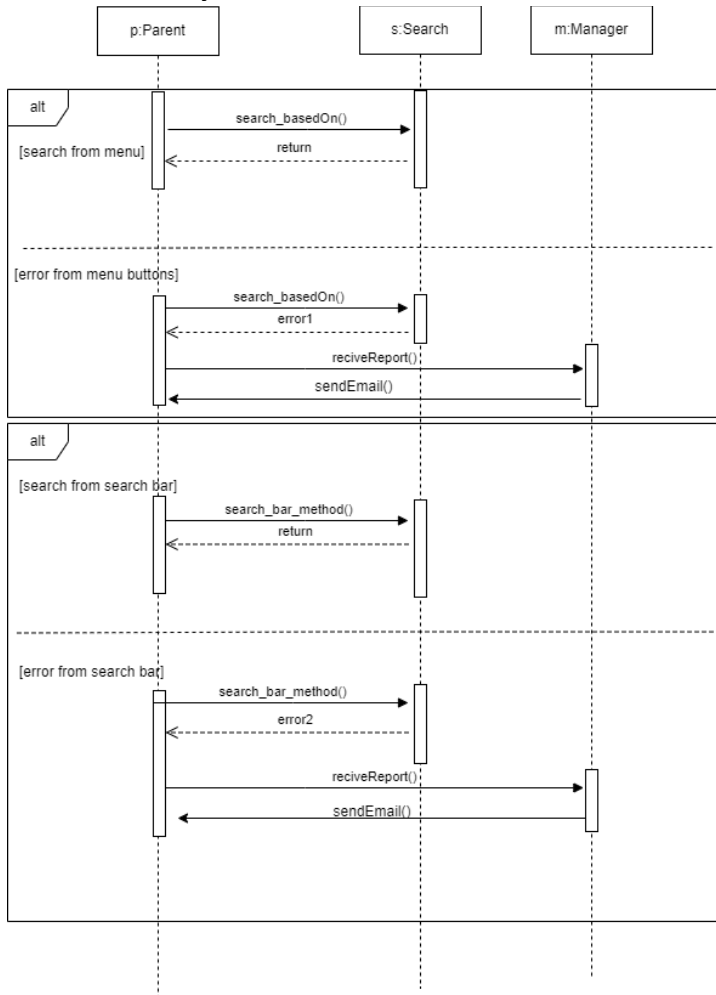 p:Parent
s:Search
m:Manager
alt
search_basedOn()
[search from menu]
return
[error from menu buttons]
search_basedOn()
error1
reciveReport()
sendEmail()
alt
[search from search bar]
search_bar_method()
return
[error from search bar]
search_bar_method()
error2
reciveReport()
sendEmail()